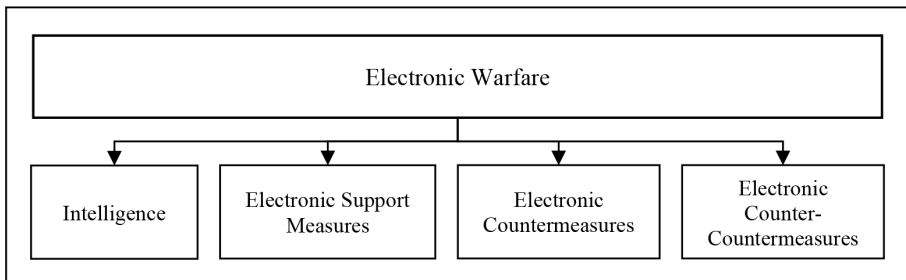 Electronic Warfare
Intelligence
Electronic Support
Measures
Electronic
Countermeasures
Electronic
Counter-
Countermeasures